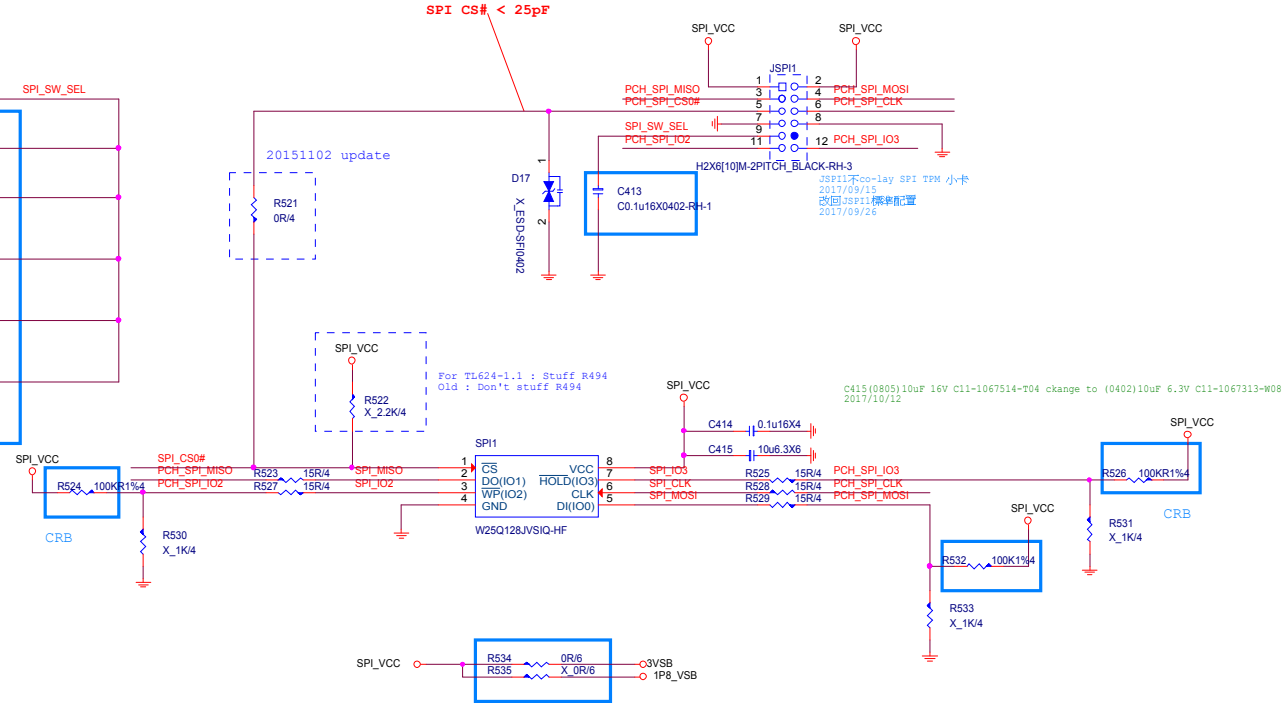 SPI CS# < 25pF
SPI_VCC
SPI_VCC
JSPI1
SPI_SW_SEL
1
2
PCH_SPI_MISO
3
4
PCH_SPI_MOSI
PCH_SPI_CS0#
5
6
PCH_SPI_CLK
7
8
SPI_SW_SEL
9
PCH_SPI_IO2
11
12
PCH_SPI_IO3
H2X6[10]M-2PITCH_BLACK-RH-3
JSPI1不co-lay SPI TPM 小卡
2017/09/15
改回JSPI1標準配置
2017/09/26
20151102 update
R521
0R/4
1
D17
2
X_ESD-SFI0402
C413
C0.1u16X0402-RH-1
SPI_VCC
R522
X_2.2K/4
For TL624-1.1 : Stuff R494
Old : Don't stuff R494
SPI_VCC
C414
0.1u16X4
C415
10u6.3X6
C415(0805)10uF 16V C11-1067514-T04 ckange to (0402)10uF 6.3V C11-1067313-W08
2017/10/12
SPI_VCC
SPI_VCC
R524
100KR1%4
CRB
SPI_CS0#
PCH_SPI_MISO
R523
15R/4
SPI_MISO
PCH_SPI_IO2
R527
15R/4
SPI_IO2
R530
X_1K/4
SPI1
1
CS
VCC
8
2
DO(IO1)
HOLD(IO3)
7
3
WP(IO2)
CLK
6
4
GND
DI(IO0)
5
W25Q128JVSIQ-HF
SPI_IO3
R525
15R/4
PCH_SPI_IO3
SPI_CLK
R528
15R/4
PCH_SPI_CLK
SPI_MOSI
R529
15R/4
PCH_SPI_MOSI
R526
100KR1%4
CRB
R531
X_1K/4
SPI_VCC
R532
100K1%4
R533
X_1K/4
SPI_VCC
R534
0R/6
3VSB
R535
X_0R/6
1P8_VSB